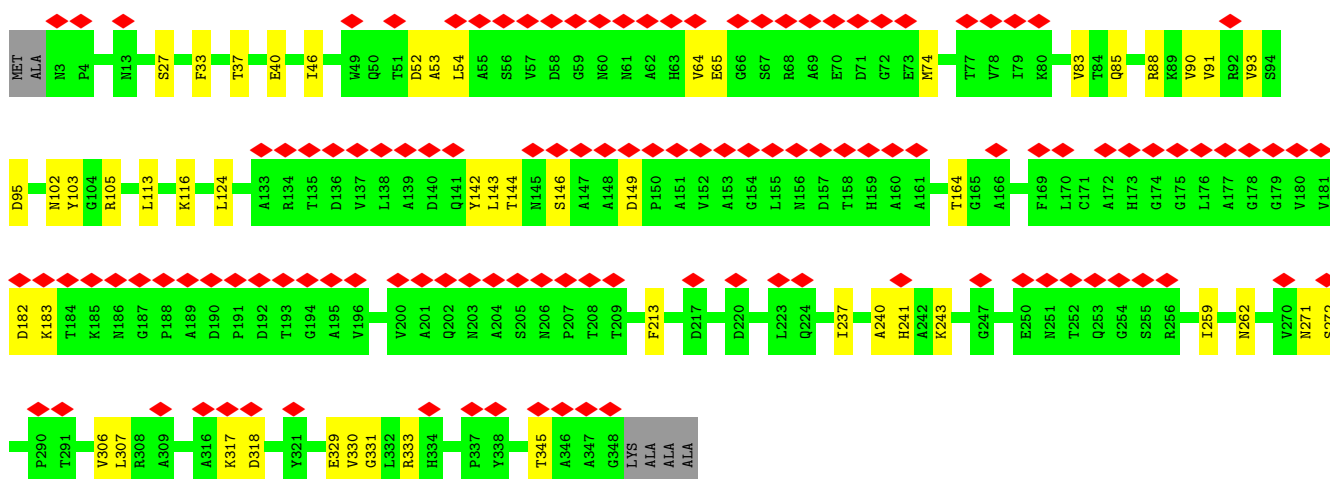 MET ALA N3 P4 N13 S27 F33 T37 E40 I46 W49 Q50 T51 D52 A53 L54 A55 S56 V57 D58 G59 N60 N61 A62 H63 V64 E65 G66 S67 R68 A69 E70 D71 G72 E73 M74 T77 V78 I79 K80 V83 T84 Q85 R88 K89 V90 V91 R92 V93 S94
D95 N102 Y103 G104 R105 L113 K116 L124 A133 R134 T135 D136 V137 L138 A139 D140 Q141 Y142 L143 T144 N145 S146 A147 A148 D149 P150 A151 V152 A153 G154 L155 N156 D157 T158 H159 A160 A161 T164 G165 A166 F169 L170 C171 A172 H173 G174 G175 L176 A177 G178 G179 V180 V181
D182 K183 T184 K185 N186 G187 P188 A189 D190 P191 D192 T193 G194 A195 V196 V200 A201 Q202 N203 A204 S205 N206 P207 T208 T209 F213 D217 D220 L223 Q224 I237 A240 H241 A242 K243 G247 E250 N251 T252 Q253 G254 S255 R256 I259 N262 V270 N271 S272
P290 T291 V306 L307 R308 A309 A316 K317 D318 Y321 E329 V330 G331 L332 R333 H334 P337 Y338 T345 A346 A347 G348 LYS ALA ALA ALA